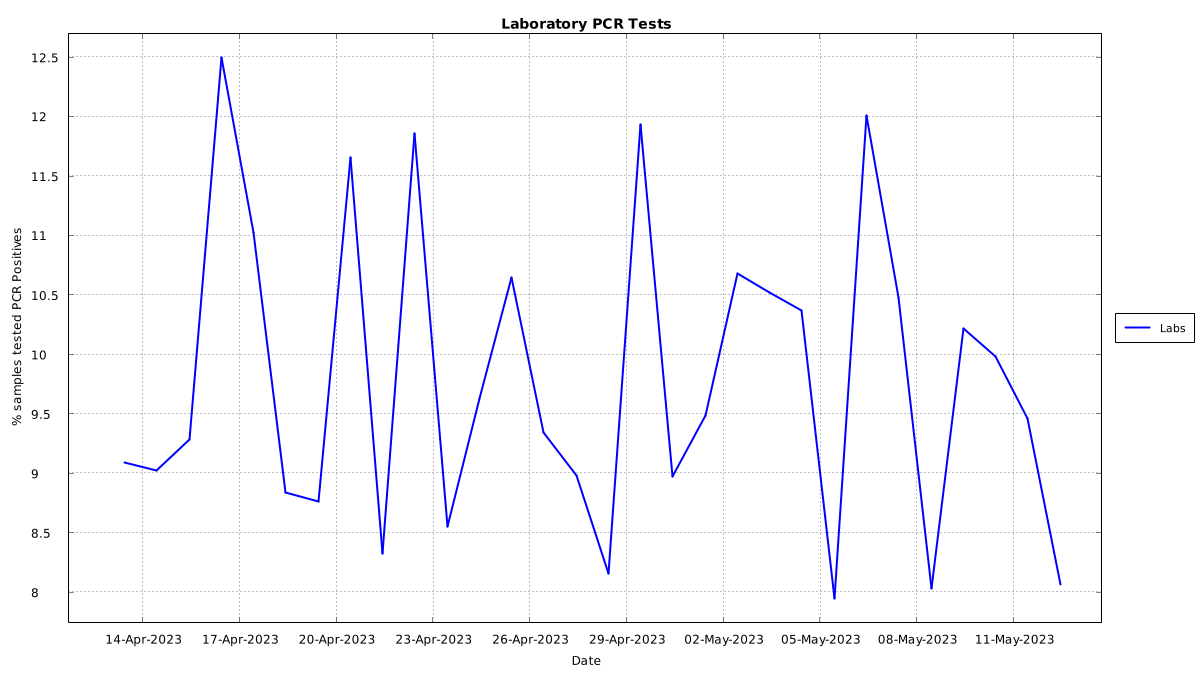 Laboratory PCR Tests
12.5
12
11.5
11
10.5
10
9.5
9
8.5
8
% samples tested PCR Positives
14-Apr-2023 17-Apr-2023 20-Apr-2023 23-Apr-2023 26-Apr-2023 29-Apr-2023 02-May-2023 05-May-2023 08-May-2023 11-May-2023
Date
Labs